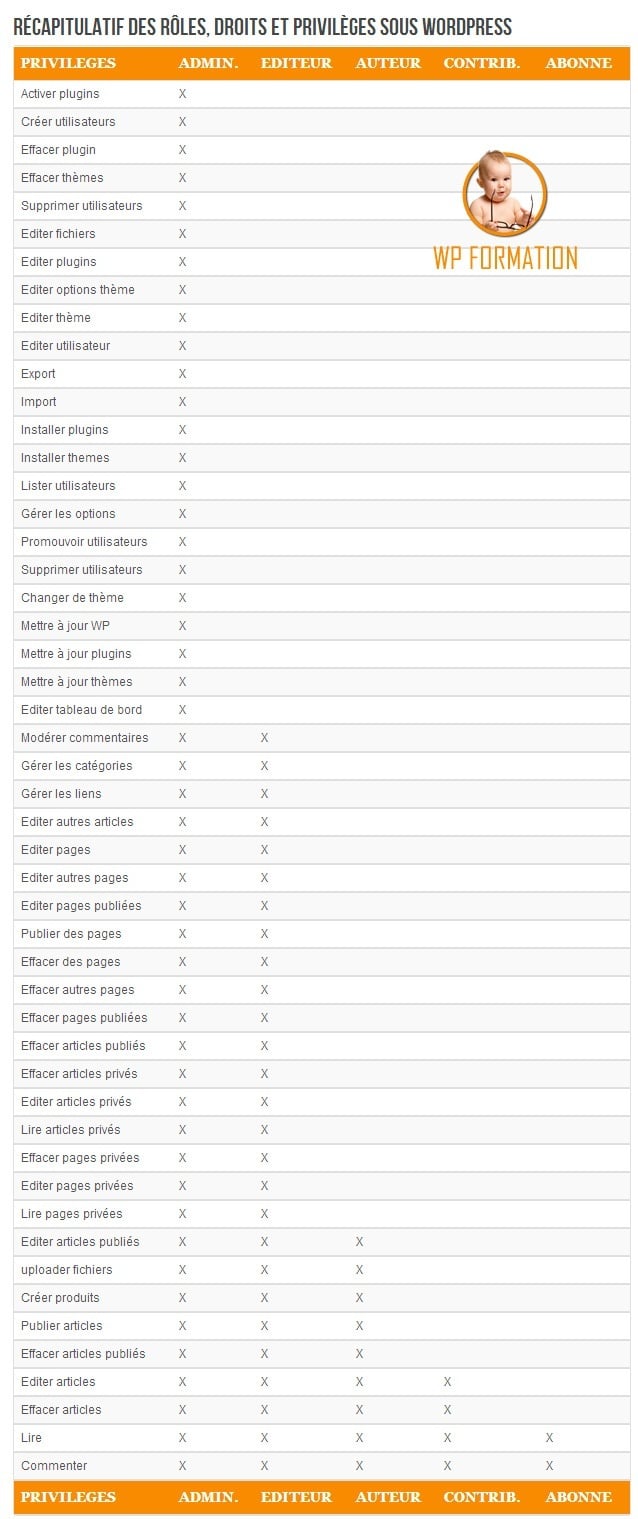 RÉCAPITULATIF DES RÔLES, DROITS ET PRIVILÈGES SOUS WORDPRESS
PRIVILEGES ADMIN. EDITEUR AUTEUR CONTRIB. ABONNE
Activer plugins X
Créer utilisateurs X
Effacer plugin X
Effacer thèmes X
Supprimer utilisateurs X
Editer fichiers X
WP FORMATION
Editer plugins X
Editer options thème X
Editer thème X
Editer utilisateur X
Export X
Import X
Installer plugins X
Installer themes X
Lister utilisateurs X
Gérer les options X
Promouvoir utilisateurs X
Supprimer utilisateurs X
Changer de thème X
Mettre à jour WP X
Mettre à jour plugins X
Mettre à jour thèmes X
Editer tableau de bord X
Modérer commentaires X X
Gérer les catégories X X
Gérer les liens X X
Editer autres articles X X
Editer pages X X
Editer autres pages X X
Editer pages publiées X X
Publier des pages X X
Effacer des pages X X
Effacer autres pages X X
Effacer pages publiées X X
Effacer articles publiés X X
Effacer articles privés X X
Editer articles privés X X
Lire articles privés X X
Effacer pages privées X X
Editer pages privées X X
Lire pages privées X X
Editer articles publiés X X X
uploader fichiers X X X
Créer produits X X X
Publier articles X X X
Effacer articles publiés X X X
Editer articles X X X X
Effacer articles X X X X
Lire X X X X X
Commenter X X X X X
PRIVILEGES ADMIN. EDITEUR AUTEUR CONTRIB. ABONNE